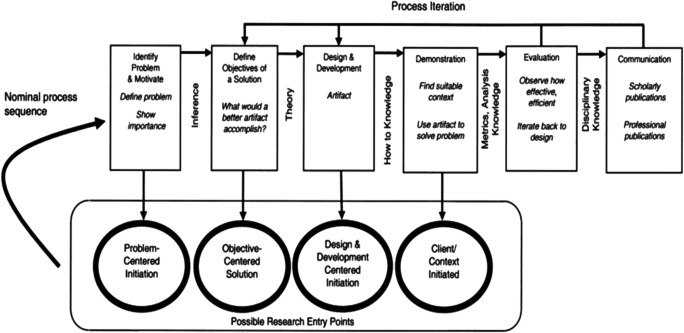 Process Iteration
Nominal process
sequence
Identify
Problem
& Motivate
Define problem
Show
importance
Inference
Define
Objectives of
a Solution
What would a
better artifact
accomplish?
Theory
Design &
Development
Artifact
How to Knowledge
Demonstration
Find suitable
context
Use artifact to
solve problem
Metrics, Analysis
Knowledge
Evaluation
Observe how
effective,
efficient
Iterate back to
design
Disciplinary
Knowledge
Communication
Scholarly
publications
Professional
publications
Problem-
Centered
Initiation
Objective-
Centered
Solution
Design &
Development
Centered
Initiation
Client/
Context
Initiated
Possible Research Entry Points